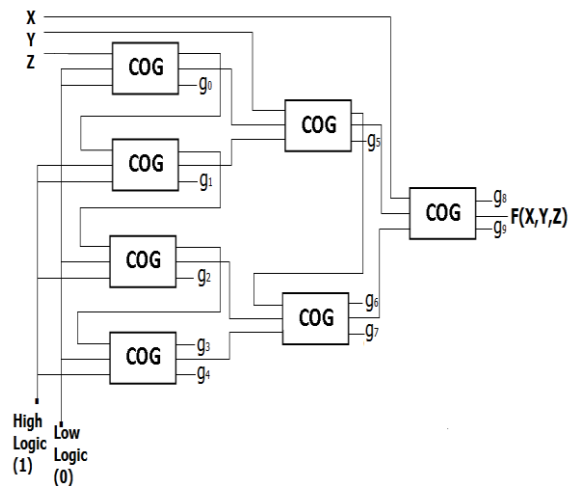 X
Y
Z
COG
g0
COG
g5
COG
g1
COG
g8
F(X,Y,Z)
g9
COG
g2
COG
g6
g7
COG
g3
g4
High
Logic
(1)
Low
Logic
(0)